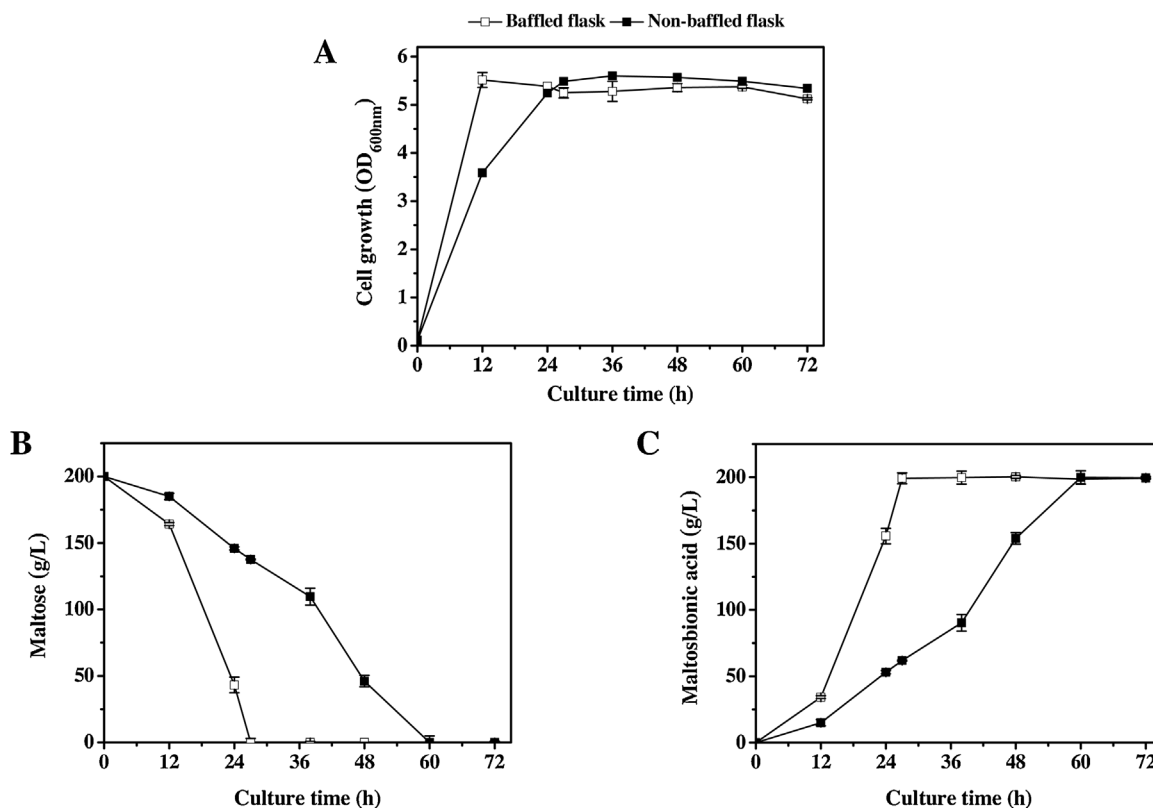 Baffled flask Non-baffled flask
A
6
5
4
3
2
1
0
Cell growth (OD600nm)
0 12 24 36 48 60 72
Culture time (h)
B
200
150
100
50
0
Maltose (g/L)
0 12 24 36 48 60 72
Culture time (h)
C
200
150
100
50
0
Maltosbionic acid (g/L)
0 12 24 36 48 60 72
Culture time (h)